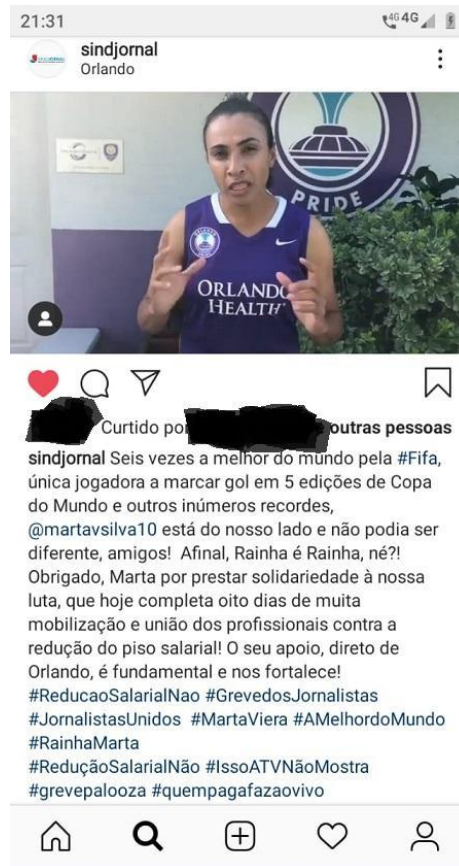 21:31
4G 4G
sindjornal
Orlando
PRIDE
ORLANDO
HEALTH
Curtido por
outras pessoas
sindjornal Seis vezes a melhor do mundo pela #Fifa,
única jogadora a marcar gol em 5 edições de Copa
do Mundo e outros inúmeros recordes,
@martavsilva10 está do nosso lado e não podia ser
diferente, amigos! Afinal, Rainha é Rainha, né?!
Obrigado, Marta por prestar solidariedade à nossa
luta, que hoje completa oito dias de muita
mobilização e união dos profissionais contra a
redução do piso salarial! O seu apoio, direto de
Orlando, é fundamental e nos fortalece!
#ReducaoSalarialNao #GrevedosJornalistas
#JornalistasUnidos #MartaViera #AMelhordoMundo
#RainhaMarta
#ReduçãoSalarialNão #IssoATVNãoMostra
#grevepalooza #quempagafazaovivo